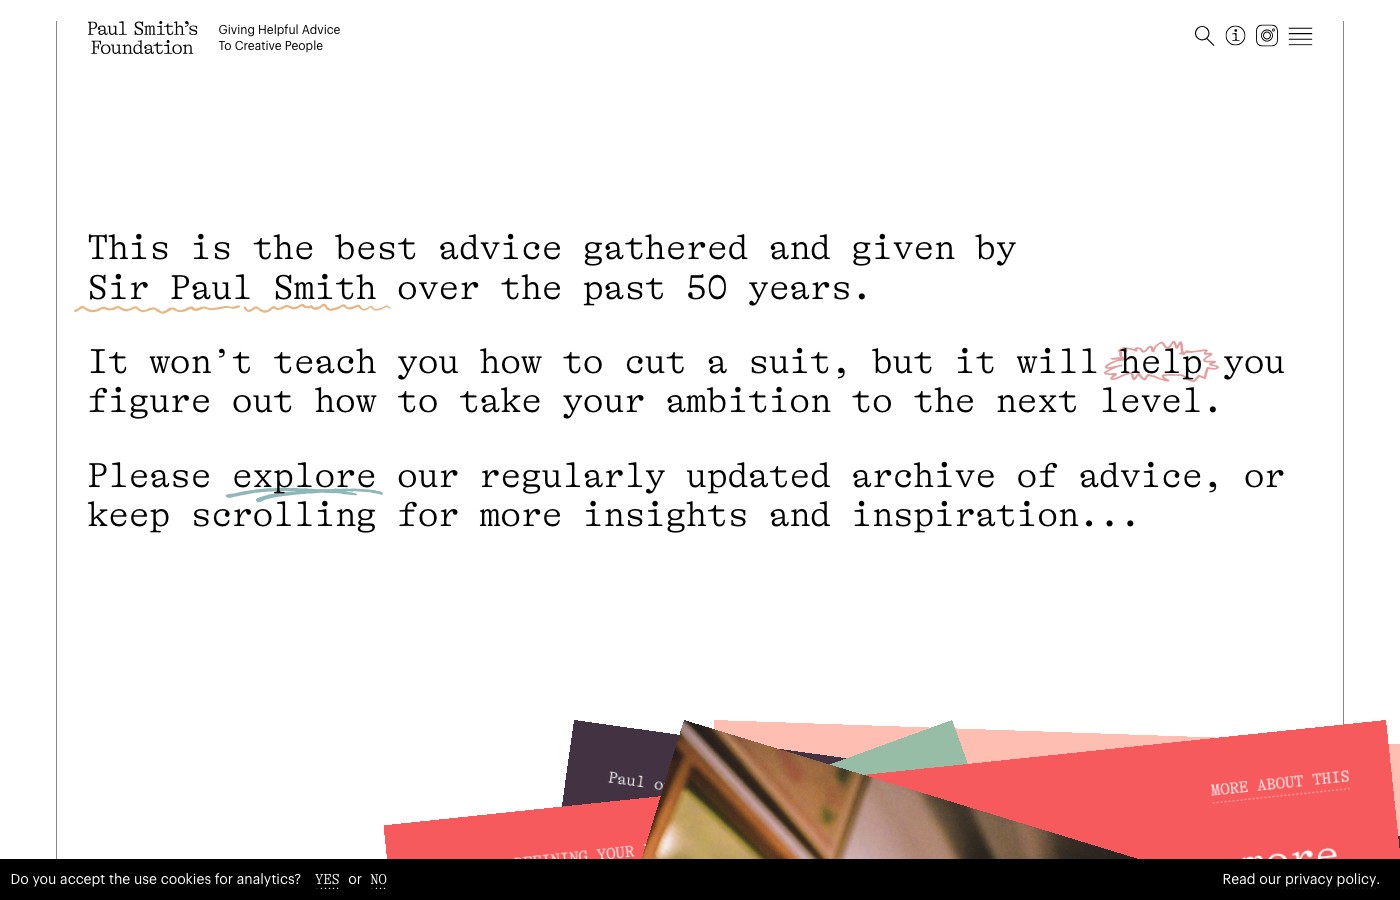 Paul Smith's
Foundation
Giving Helpful Advice
To Creative People
This is the best advice gathered and given by
Sir Paul Smith over the past 50 years.
It won’t teach you how to cut a suit, but it will help you
figure out how to take your ambition to the next level.
Please explore our regularly updated archive of advice, or
keep scrolling for more insights and inspiration...
Paul o
MORE ABOUT THIS
YOUR
more
Do you accept the use cookies for analytics? YES or NO
Read our privacy policy.